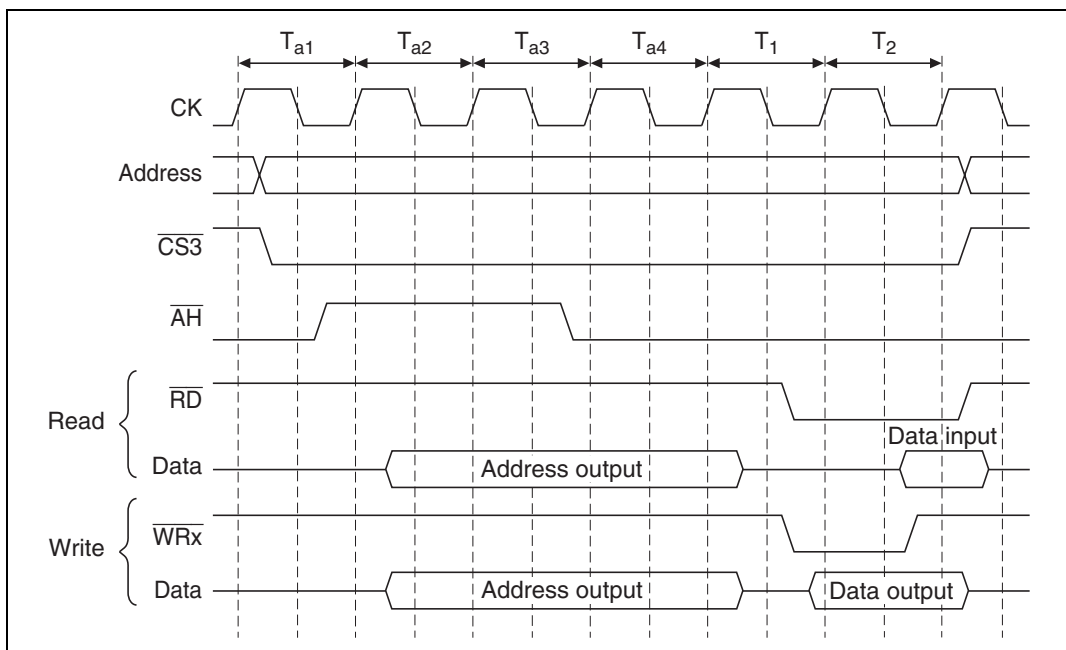 Ta1 Ta2 Ta3 Ta4 T1 T2
CK
Address
CS3
AH
Read
RD
Data input
Data Address output
Write
WRx
Data Address output Data output